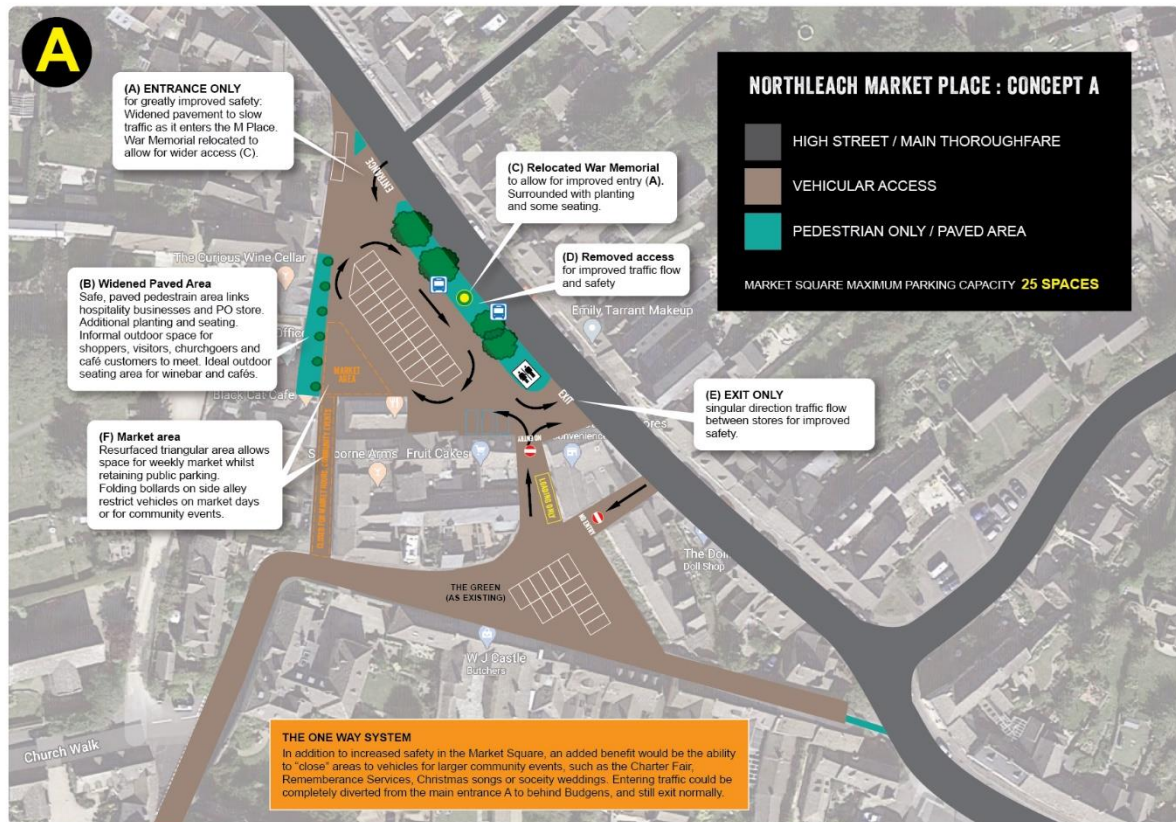 A
(A) ENTRANCE ONLY
for greatly improved safety:
Widened pavement to slow
traffic as it enters the M Place.
War Memorial relocated to
allow for wider access (C).
NORTHLEACH MARKET PLACE : CONCEPT A
HIGH STREET / MAIN THOROUGHFARE
VEHICULAR ACCESS
PEDESTRIAN ONLY / PAVED AREA
MARKET SQUARE MAXIMUM PARKING CAPACITY 25 SPACES
ENTRANCE
(C) Relocated War Memorial
to allow for improved entry (A).
Surrounded with planting
and some seating.
(D) Removed access
for improved traffic flow
and safety
The Curious Wine Cellar
(B) Widened Paved Area
Safe, paved pedestrain area links
hospitality businesses and PO store.
Additional planting and seating.
Informal outdoor space for
shoppers, visitors, churchgoers and
café customers to meet. Ideal outdoor
seating area for winebar and cafés.
Emily Tarrant Makeup
MARKET
AREA
Black Cat Cafe
EXIT
(E) EXIT ONLY
singular direction traffic flow
between stores for improved
safety.
(F) Market area
Resurfaced triangular area allows
space for weekly market whilst
retaining public parking.
Folding bollards on side alley
restrict vehicles on market days
or for community events.
Fruit Cakes
NO ENTRY
LOADING ONLY
NO ENTRY
Doll Shop
THE GREEN
(AS EXISTING)
W J Castle
Butchers
Church Walk
THE ONE WAY SYSTEM
In addition to increased safety in the Market Square, an added benefit would be the ability
to "close" areas to vehicles for larger community events, such as the Charter Fair,
Rememberance Services, Christmas songs or soceity weddings. Entering traffic could be
completely diverted from the main entrance A to behind Budgens, and still exit normally.